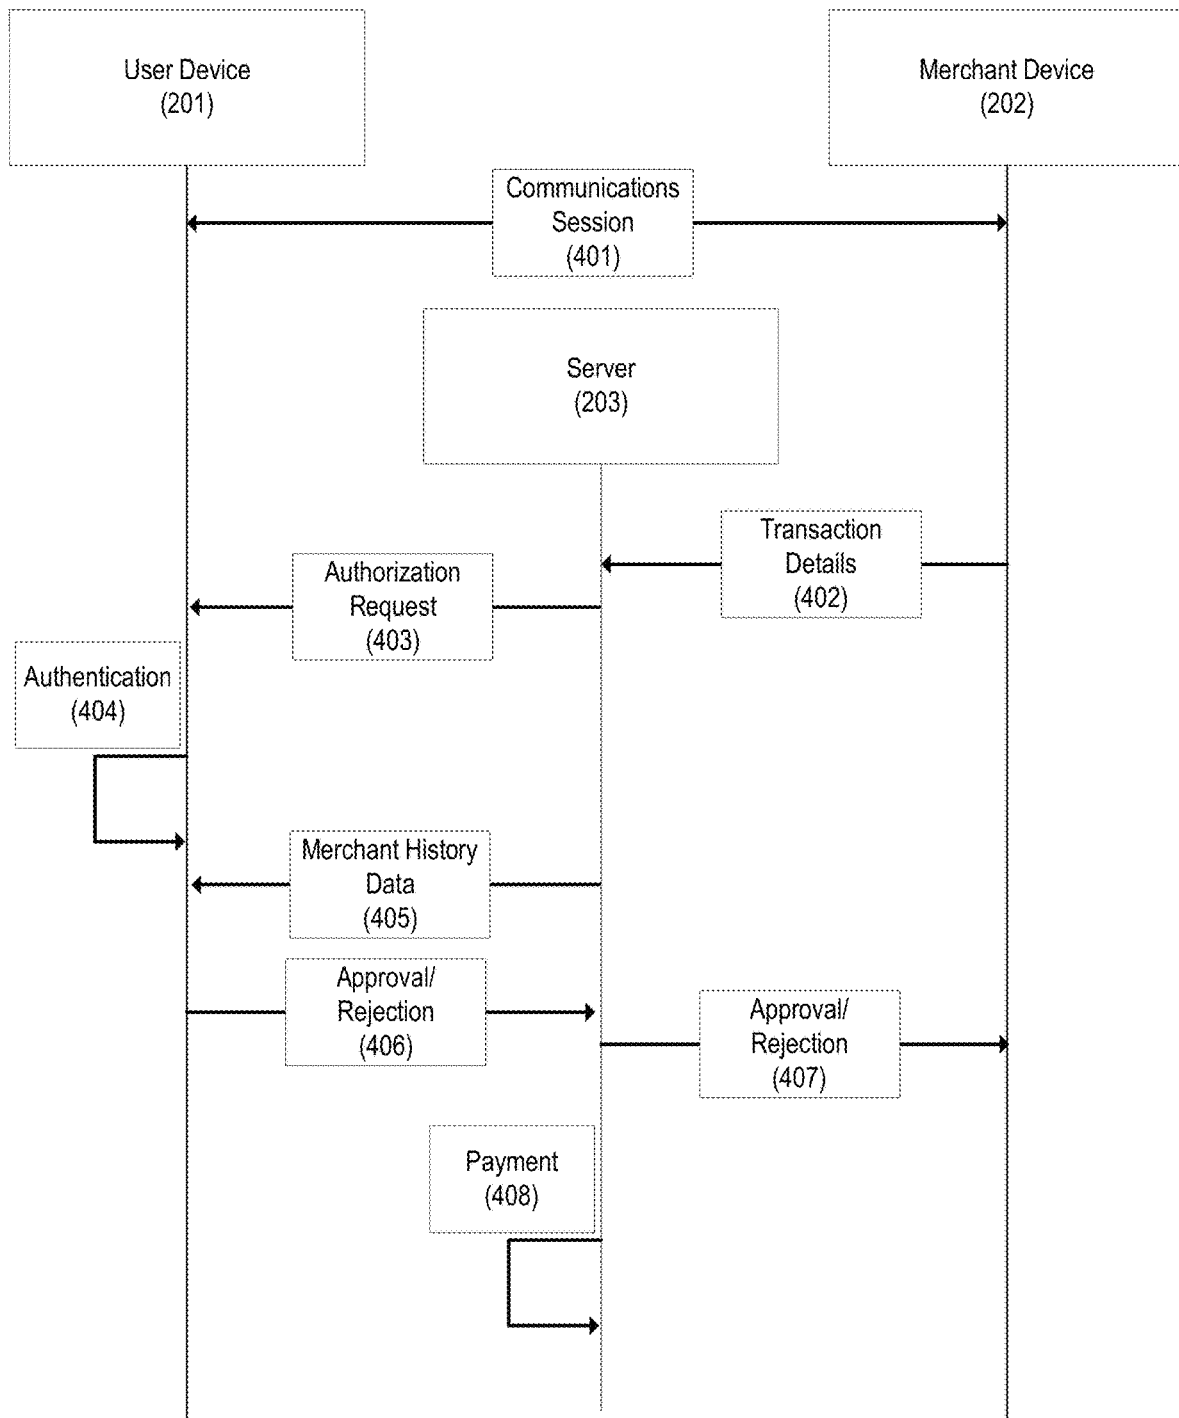 User Device
(201)
Merchant Device
(202)
Communications
Session
(401)
Server
(203)
Transaction
Details
(402)
Authorization
Request
(403)
Authentication
(404)
Merchant History
Data
(405)
Approval/
Rejection
(406)
Approval/
Rejection
(407)
Payment
(408)